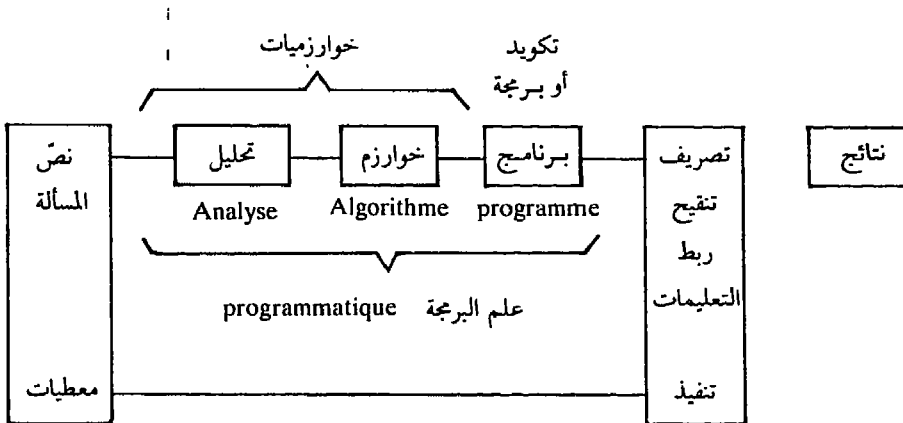 خوارزميات
تكويد
أو برمجة
نصّ
المسألة
تحليل
خوارزم
برنامج
تصريف
نتائج
Analyse
Algorithme
programme
تنقيح
ربط
التعليمات
programmatique علم البرمجة
معطيات
تنفيذ